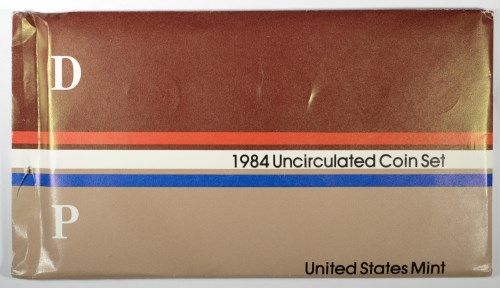 D
1984 Uncirculated Coin Set
P
United States Mint